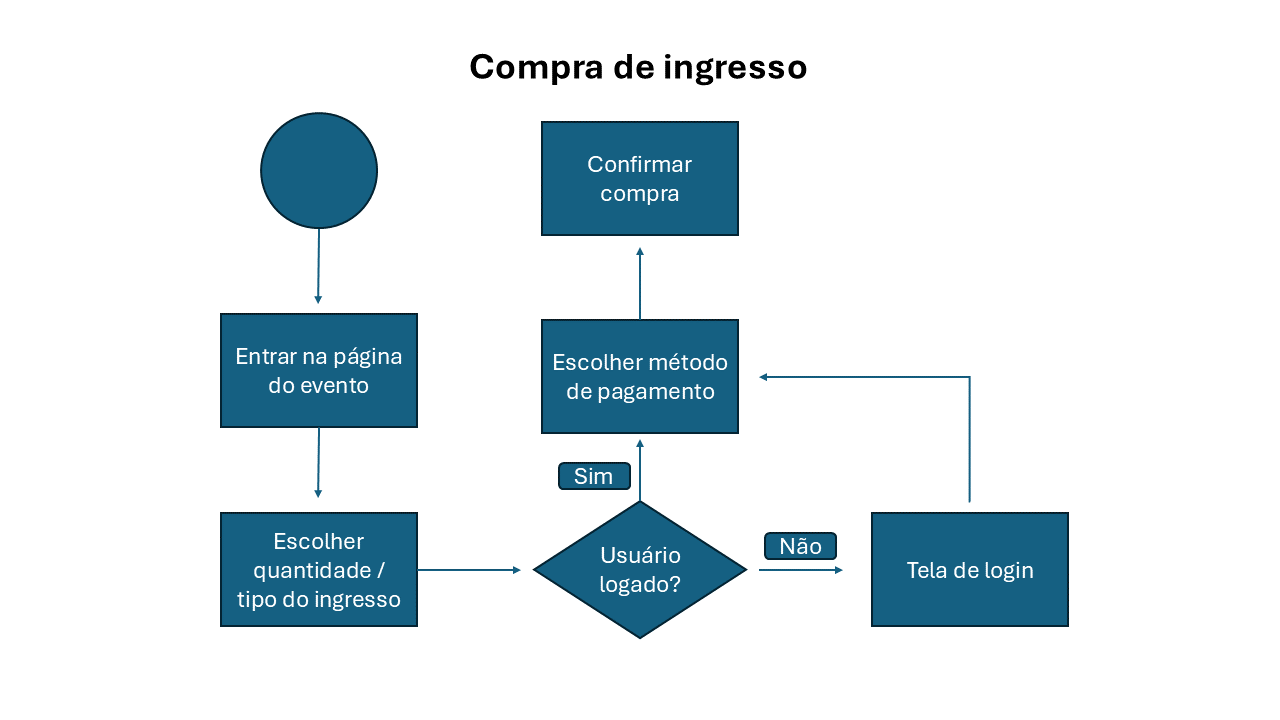 Compra de ingresso
Entrar na página
do evento
Escolher
quantidade /
tipo do ingresso
Usuário
logado?
Sim
Não
Tela de login
Escolher método
de pagamento
Confirmar
compra